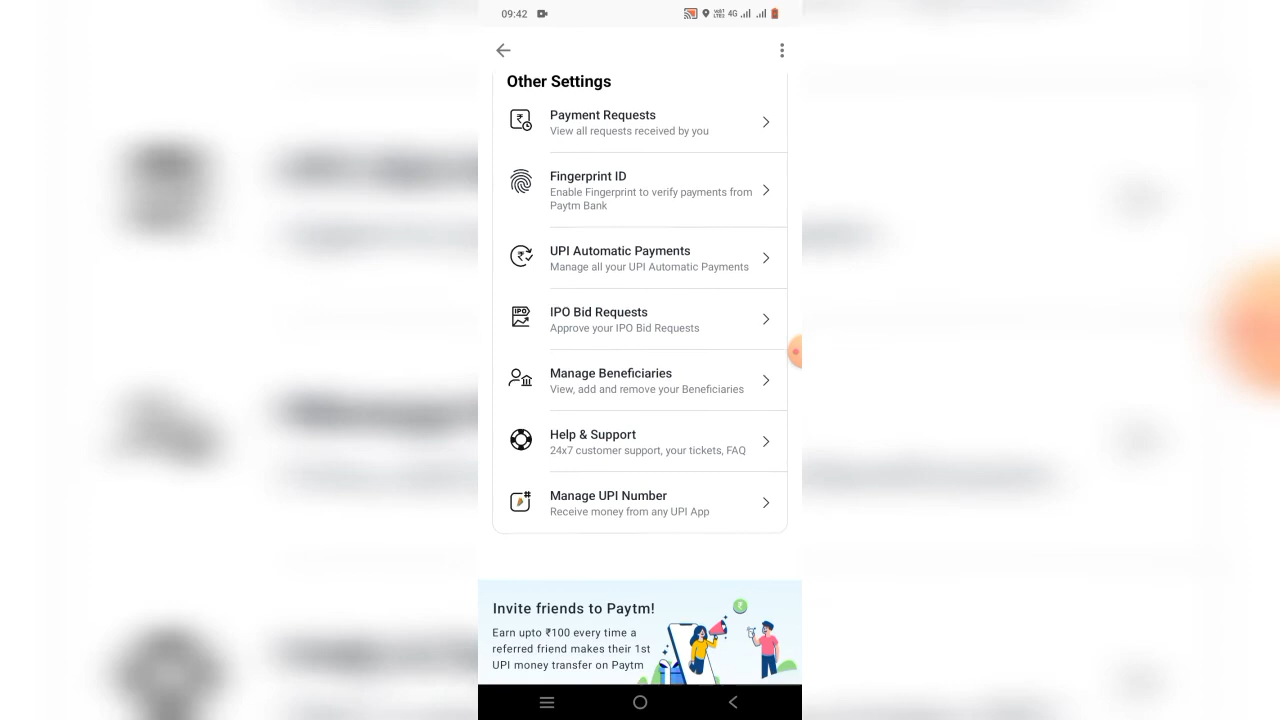 09:42
VoLTE 4G
Other Settings
Payment Requests
View all requests received by you
Fingerprint ID
Enable Fingerprint to verify payments from
Paytm Bank
UPI Automatic Payments
Manage all your UPI Automatic Payments
IPO
IPO Bid Requests
Approve your IPO Bid Requests
Manage Beneficiaries
View, add and remove your Beneficiaries
Help & Support
24x7 customer support, your tickets, FAQ
Manage UPI Number
Receive money from any UPI App
Invite friends to Paytm!
Earn upto ₹100 every time a
referred friend makes their 1st
UPI money transfer on Paytm